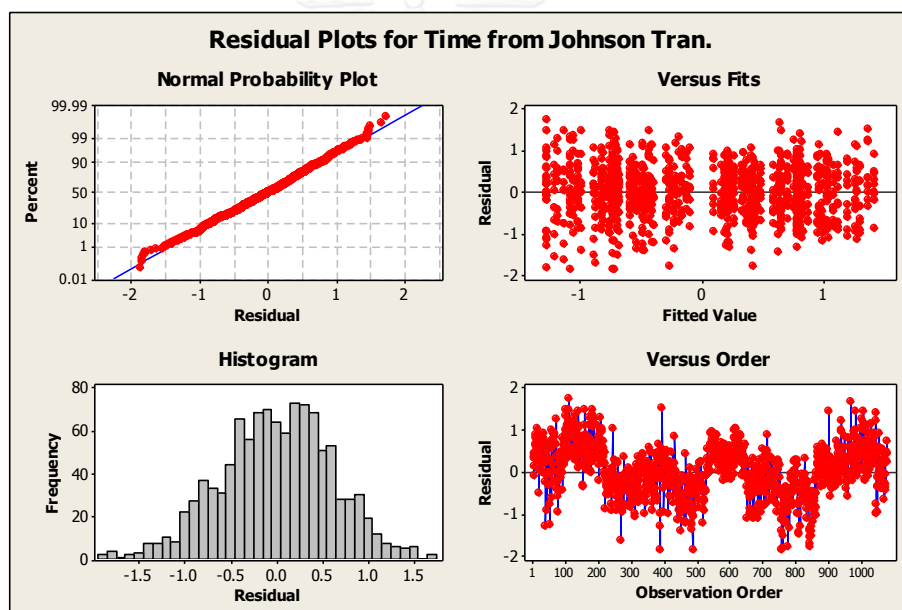 Residual Plots for Time from Johnson Tran.
Normal Probability Plot
99.99
99
90
50
10
1
0.01
Percent
-2 -1 0 1 2
Residual
Versus Fits
2
1
0
-1
-2
Residual
-1 0 1
Fitted Value
Histogram
80
60
40
20
0
Frequency
-1.5 -1.0 -0.5 0.0 0.5 1.0 1.5
Residual
Versus Order
2
1
0
-1
-2
Residual
1 100 200 300 400 500 600 700 800 900 1000
Observation Order